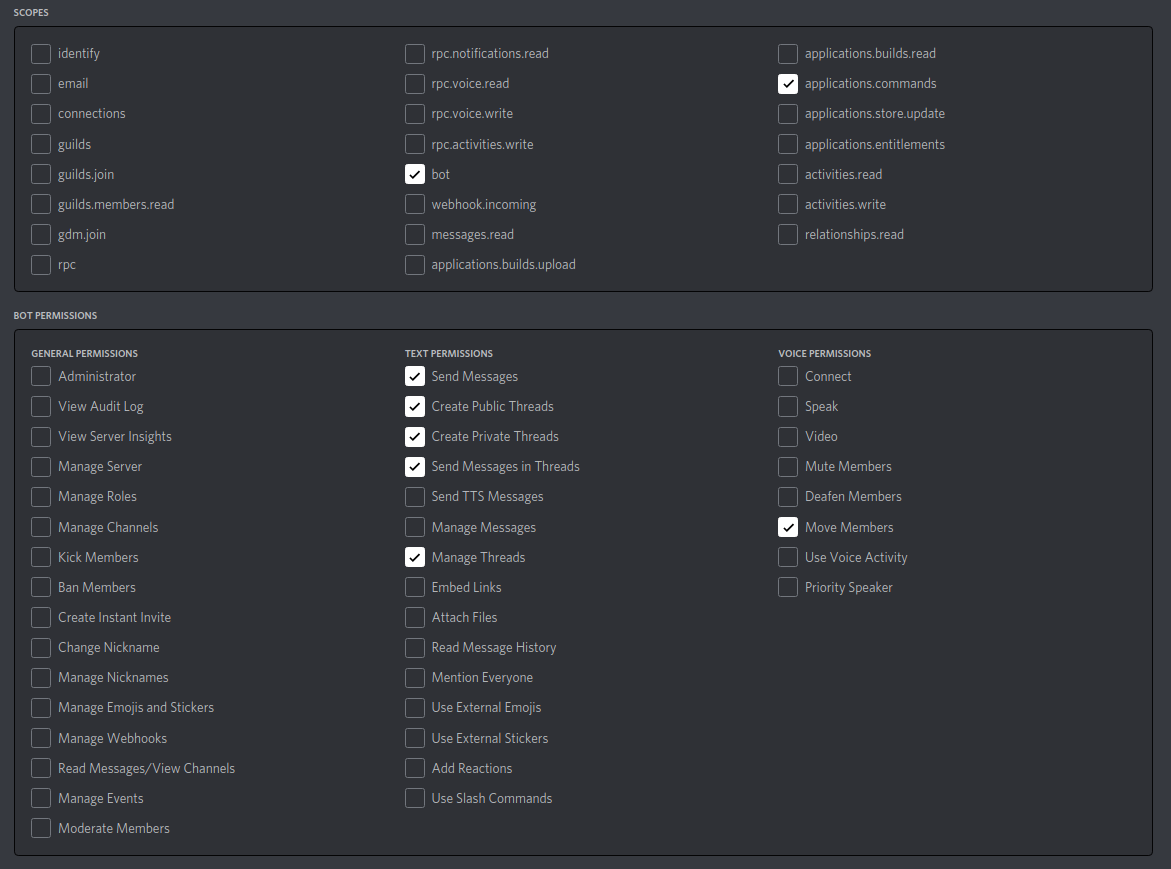 SCOPES
identify
email
connections
guilds
guilds.join
guilds.members.read
gdm.join
rpc
rpc.notifications.read
rpc.voice.read
rpc.voice.write
rpc.activities.write
bot
webhook.incoming
messages.read
applications.builds.upload
applications.builds.read
applications.commands
applications.store.update
applications.entitlements
activities.read
activities.write
relationships.read
BOT PERMISSIONS
GENERAL PERMISSIONS
Administrator
View Audit Log
View Server Insights
Manage Server
Manage Roles
Manage Channels
Kick Members
Ban Members
Create Instant Invite
Change Nickname
Manage Nicknames
Manage Emojis and Stickers
Manage Webhooks
Read Messages/View Channels
Manage Events
Moderate Members
TEXT PERMISSIONS
Send Messages
Create Public Threads
Create Private Threads
Send Messages in Threads
Send TTS Messages
Manage Messages
Manage Threads
Embed Links
Attach Files
Read Message History
Mention Everyone
Use External Emojis
Use External Stickers
Add Reactions
Use Slash Commands
VOICE PERMISSIONS
Connect
Speak
Video
Mute Members
Deafen Members
Move Members
Use Voice Activity
Priority Speaker